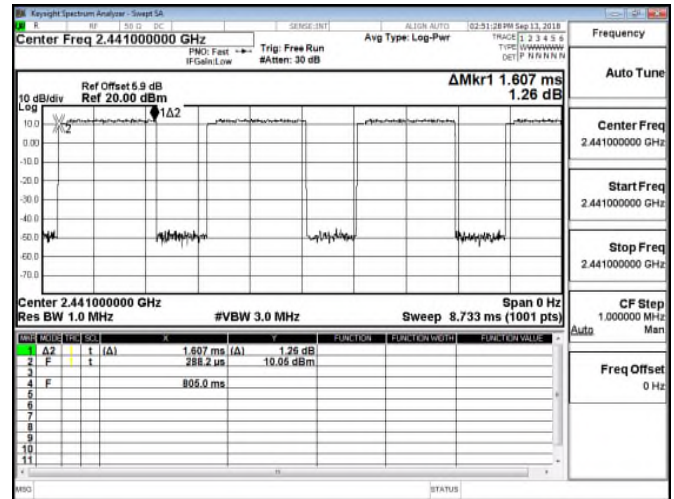 Keysight Spectrum Analyzer - Swept SA
R RF 50 Ω DC SENSE:INT ALIGN AUTO 02:51:28 PM Sep 13, 2018
Center Freq 2.441000000 GHz
PNO: Fast
IFGain:Low
Trig: Free Run
#Atten: 30 dB
Avg Type: Log-Pwr
TRACE 1 2 3 4 5 6
TYPE WWWWWW
DET P N N N N N
Frequency
Auto Tune
Center Freq
2.441000000 GHz
Start Freq
2.441000000 GHz
Stop Freq
2.441000000 GHz
CF Step
1.000000 MHz
Auto Man
Freq Offset
0 Hz
ΔMkr1 1.607 ms
1.26 dB
Ref Offset 5.9 dB
10 dB/div Ref 20.00 dBm
Log
10.0
0.00
-10.0
-20.0
-30.0
-40.0
-50.0
-60.0
-70.0
X2
1Δ2
Center 2.441000000 GHz Span 0 Hz
Res BW 1.0 MHz #VBW 3.0 MHz Sweep 8.733 ms (1001 pts)
MKR MODE TRC SCL X Y FUNCTION FUNCTION WIDTH FUNCTION VALUE
1 Δ2 t (Δ) 1.607 ms (Δ) 1.26 dB
2 F t 288.2 µs 10.05 dBm
3
4 F 805.0 ms
5
6
7
8
9
10
11
MSG STATUS